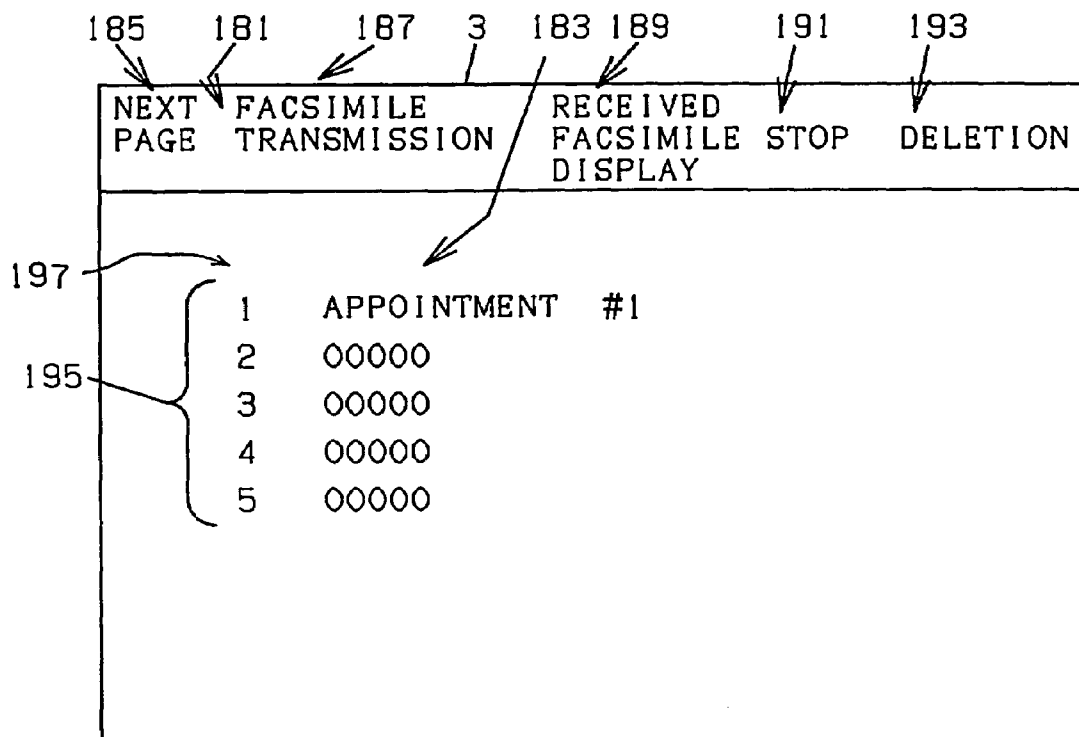 185 181 187 3 183 189 191 193
NEXT FACSIMILE RECEIVED
PAGE TRANSMISSION FACSIMILE STOP DELETION
DISPLAY
197
1 APPOINTMENT #1
2 00000
195
3 00000
4 00000
5 00000